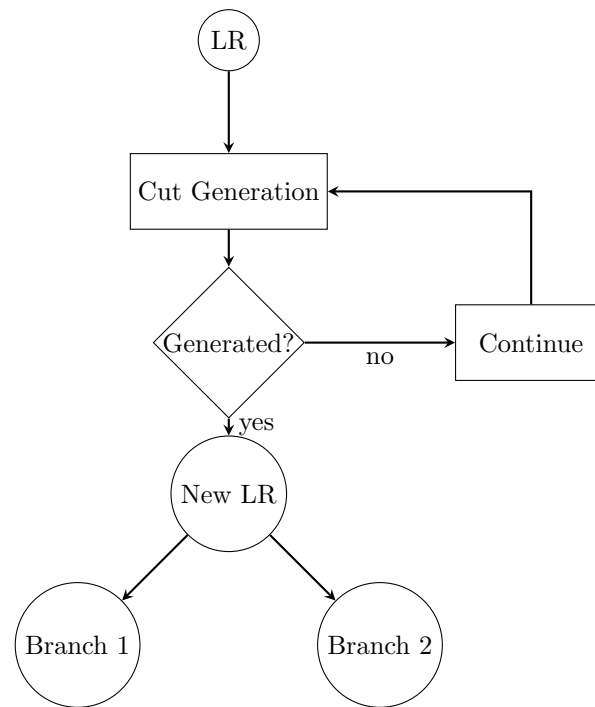 LR
Cut Generation
Generated?
no
Continue
yes
New LR
Branch 1
Branch 2